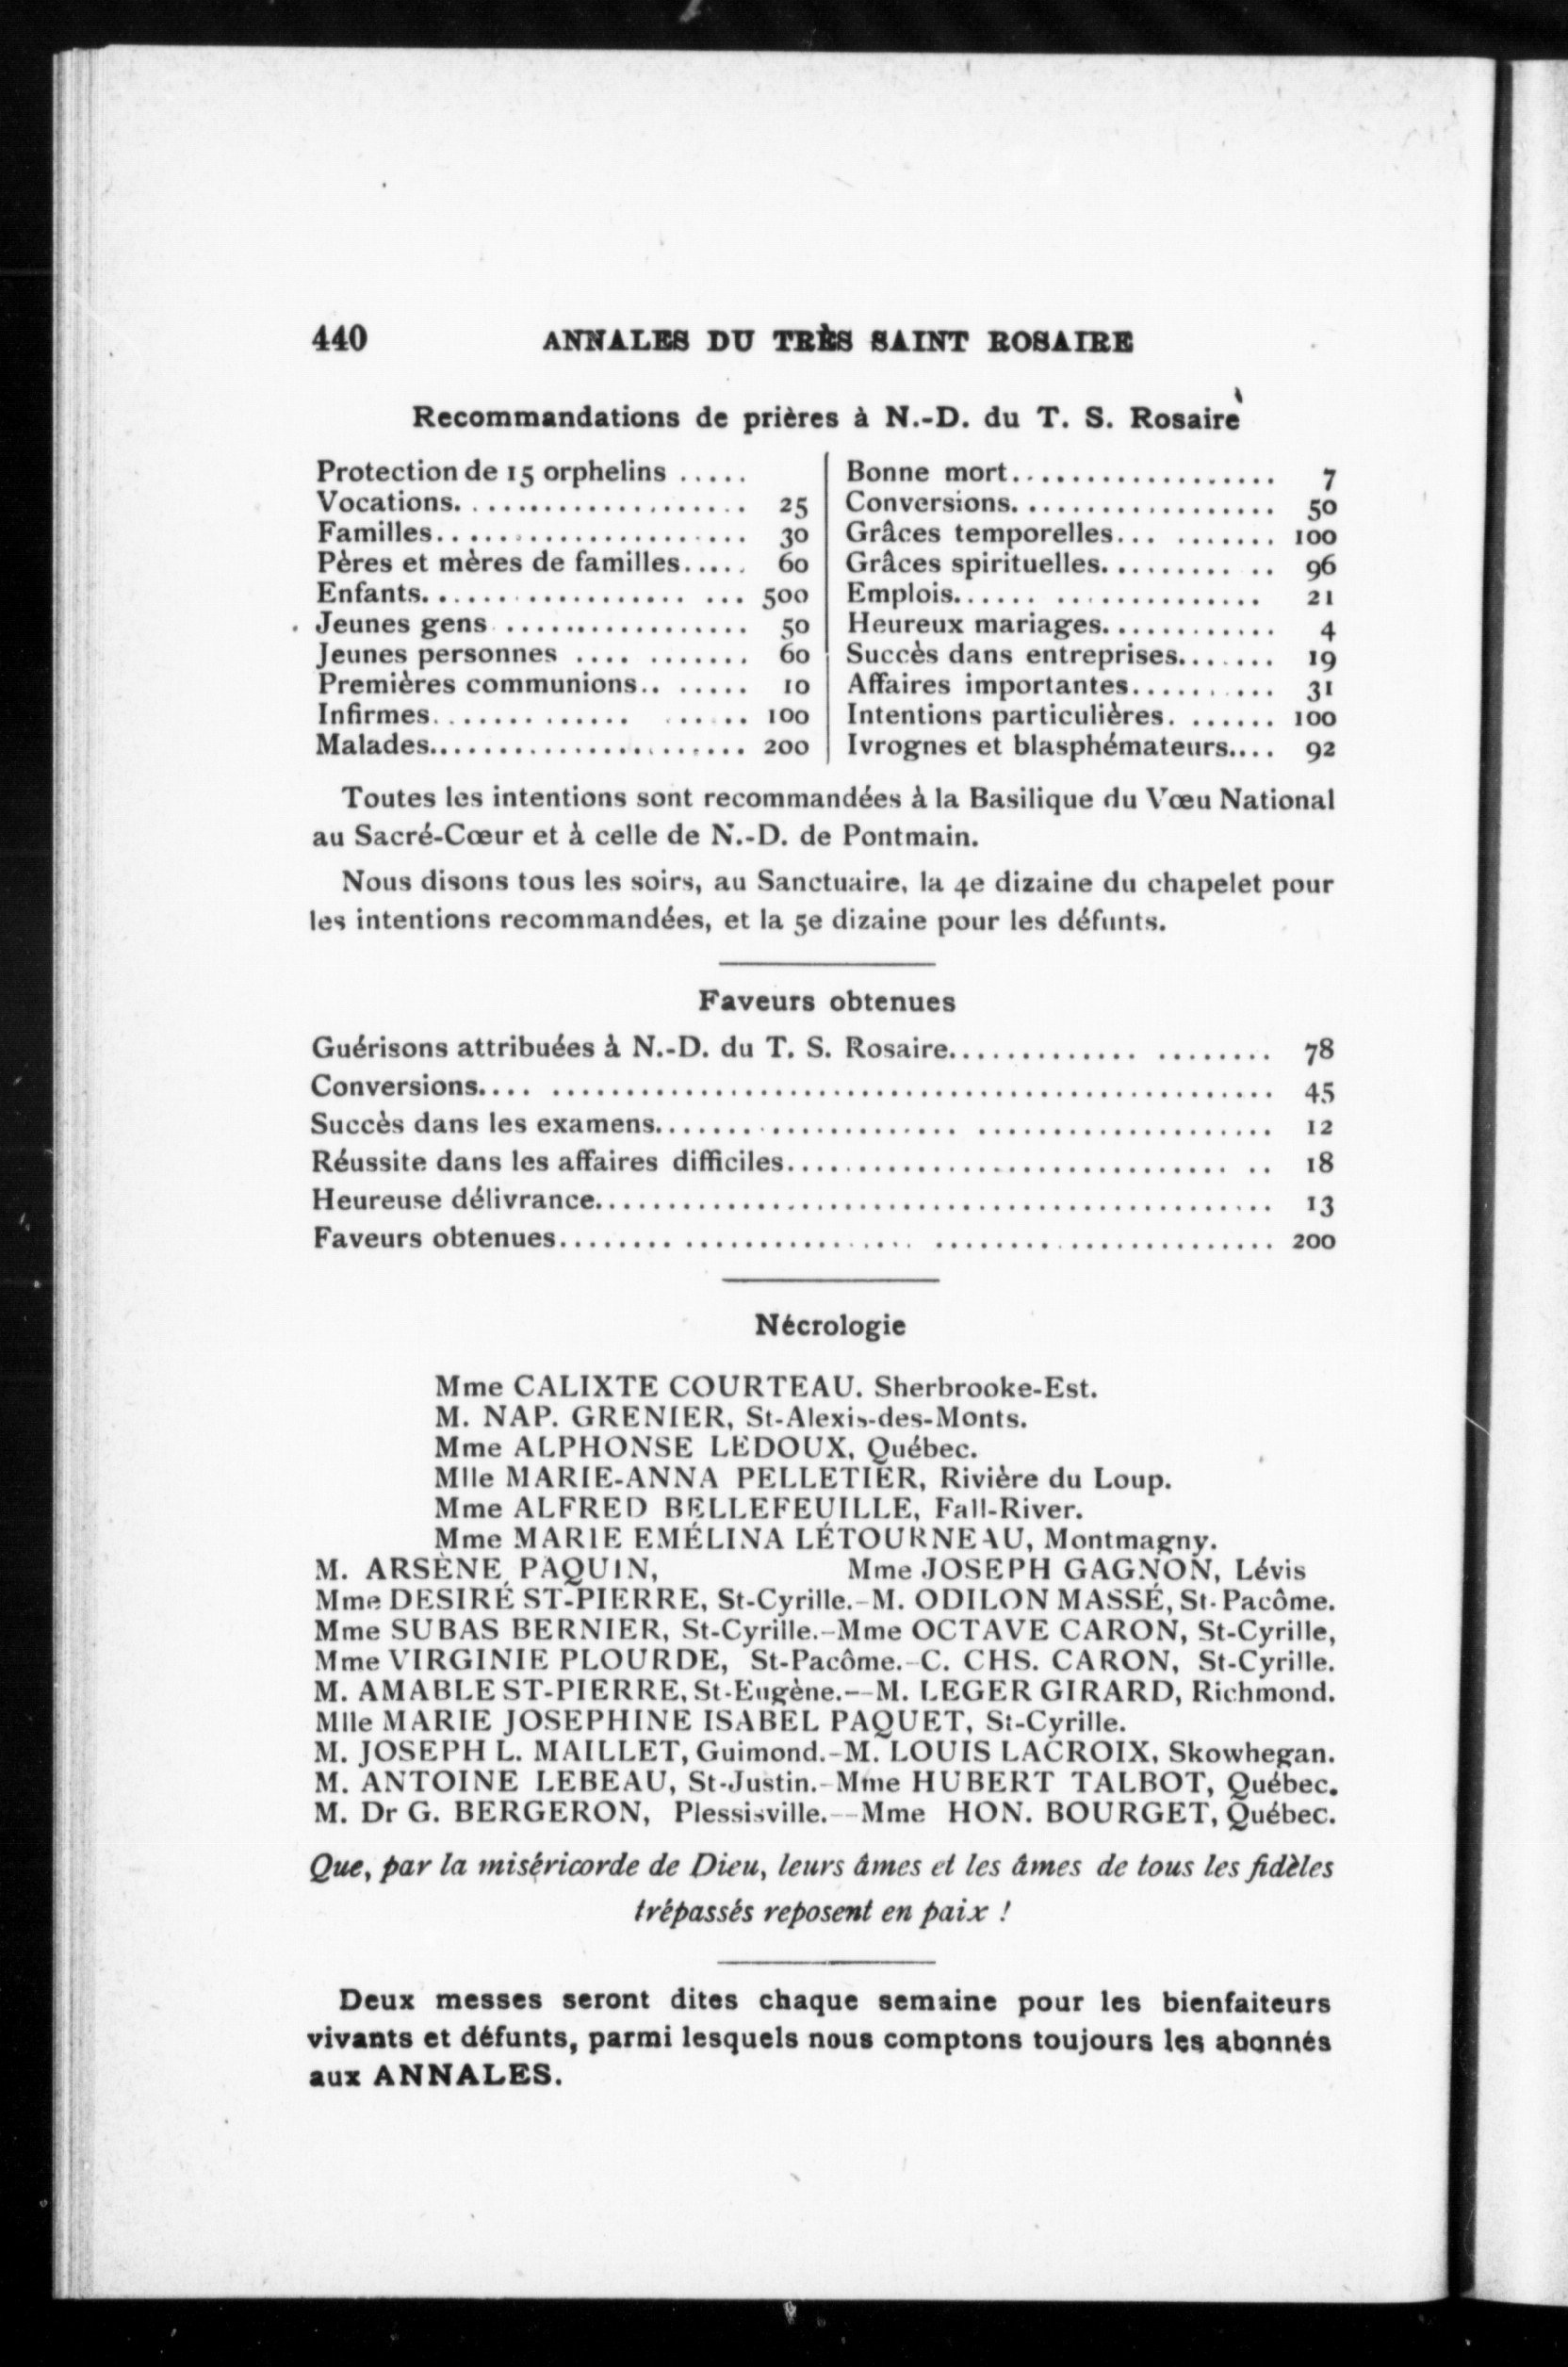 440 ANNALES DU TRÈS SAINT ROSAIRE
Recommandations de prières à N.-D. du T. S. Rosaire
Protection de 15 orphelins .....
Vocations.................... 25
Familles..................... 30
Pères et mères de familles..... 60
Enfants..................... 500
Jeunes gens ................. 50
Jeunes personnes ........... 60
Premières communions....... 10
Infirmes................... 100
Malades..................... 200
Bonne mort.................. 7
Conversions.................. 50
Grâces temporelles.......... 100
Grâces spirituelles............ 96
Emplois.................... 21
Heureux mariages............ 4
Succès dans entreprises....... 19
Affaires importantes.......... 31
Intentions particulières....... 100
Ivrognes et blasphémateurs.... 92
Toutes les intentions sont recommandées à la Basilique du Vœu National
au Sacré-Cœur et à celle de N.-D. de Pontmain.
Nous disons tous les soirs, au Sanctuaire, la 4e dizaine du chapelet pour
les intentions recommandées, et la 5e dizaine pour les défunts.
Faveurs obtenues
Guérisons attribuées à N.-D. du T. S. Rosaire..................... 78
Conversions.................................................... 45
Succès dans les examens........................................ 12
Réussite dans les affaires difficiles................................ 18
Heureuse délivrance.............................................. 13
Faveurs obtenues.............................................. 200
Nécrologie
Mme CALIXTE COURTEAU. Sherbrooke-Est.
M. NAP. GRENIER, St-Alexis-des-Monts.
Mme ALPHONSE LEDOUX, Québec.
Mlle MARIE-ANNA PELLETIER, Rivière du Loup.
Mme ALFRED BELLEFEUILLE, Fall-River.
Mme MARIE EMÉLINA LÉTOURNEAU, Montmagny.
M. ARSÈNE PAQUIN, Mme JOSEPH GAGNON, Lévis
Mme DESIRÉ ST-PIERRE, St-Cyrille.-M. ODILON MASSÉ, St-Pacôme.
Mme SUBAS BERNIER, St-Cyrille.-Mme OCTAVE CARON, St-Cyrille,
Mme VIRGINIE PLOURDE, St-Pacôme.-C. CHS. CARON, St-Cyrille.
M. AMABLE ST-PIERRE, St-Eugène.--M. LEGER GIRARD, Richmond.
Mlle MARIE JOSEPHINE ISABEL PAQUET, St-Cyrille.
M. JOSEPH L. MAILLET, Guimond.-M. LOUIS LACROIX, Skowhegan.
M. ANTOINE LEBEAU, St-Justin.-Mme HUBERT TALBOT, Québec.
M. Dr G. BERGERON, Plessisville.--Mme HON. BOURGET, Québec.
Que, par la miséricorde de Dieu, leurs âmes et les âmes de tous les fidèles
trépassés reposent en paix !
Deux messes seront dites chaque semaine pour les bienfaiteurs
vivants et défunts, parmi lesquels nous comptons toujours les abonnés
aux ANNALES.